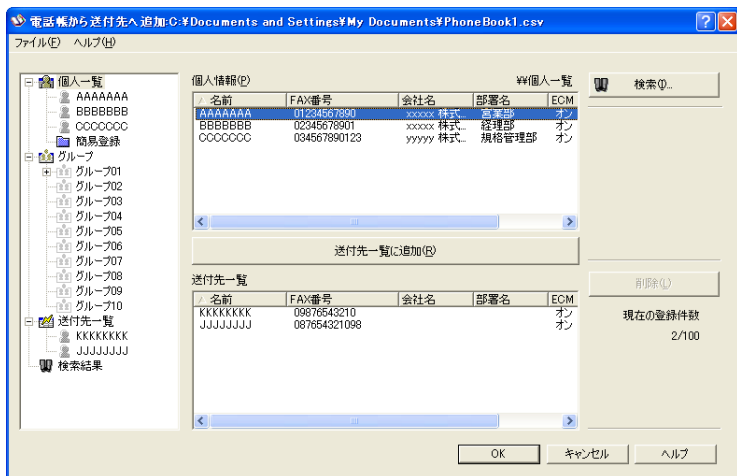 電話帳から送付先へ追加:C:¥Documents and Settings¥My Documents¥PhoneBook1.csv
ファイル(F) ヘルプ(H)
個人一覧
AAAAAAA
BBBBBBB
CCCCCCC
簡易登録
グループ
グループ01
グループ02
グループ03
グループ04
グループ05
グループ06
グループ07
グループ08
グループ09
グループ10
送付先一覧
KKKKKKKK
JJJJJJJJ
検索結果
個人情報(P) ¥¥個人一覧
名前 FAX番号 会社名 部署名 ECM
AAAAAAA 01234567890 xxxxx 株式... 営業部 オン
BBBBBBB 02345678901 xxxxx 株式... 経理部 オン
CCCCCCC 034567890123 yyyyy 株式... 規格管理部 オン
送付先一覧に追加(R)
送付先一覧
名前 FAX番号 会社名 部署名 ECM
KKKKKKKK 09876543210 オン
JJJJJJJJ 087654321098 オン
検索(I)...
削除(L)
現在の登録件数
2/100
OK キャンセル ヘルプ